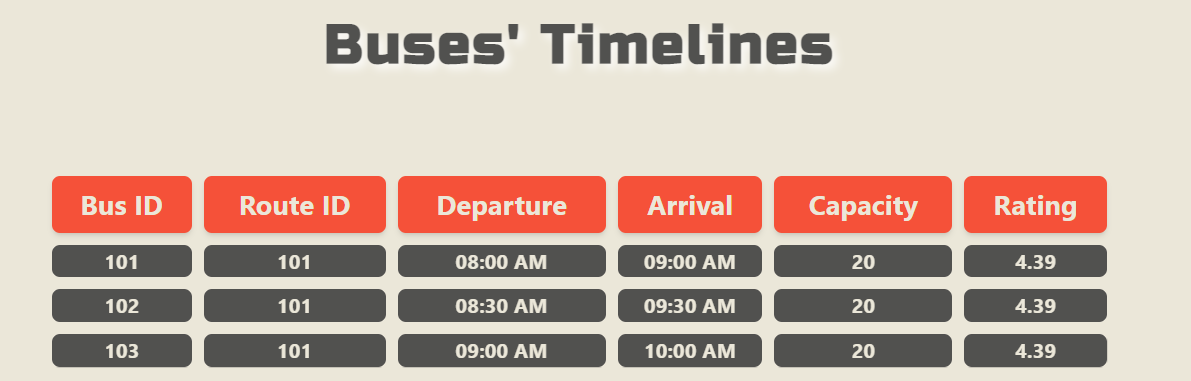 Buses' Timelines
Bus ID Route ID Departure Arrival Capacity Rating
101 101 08:00 AM 09:00 AM 20 4.39
102 101 08:30 AM 09:30 AM 20 4.39
103 101 09:00 AM 10:00 AM 20 4.39